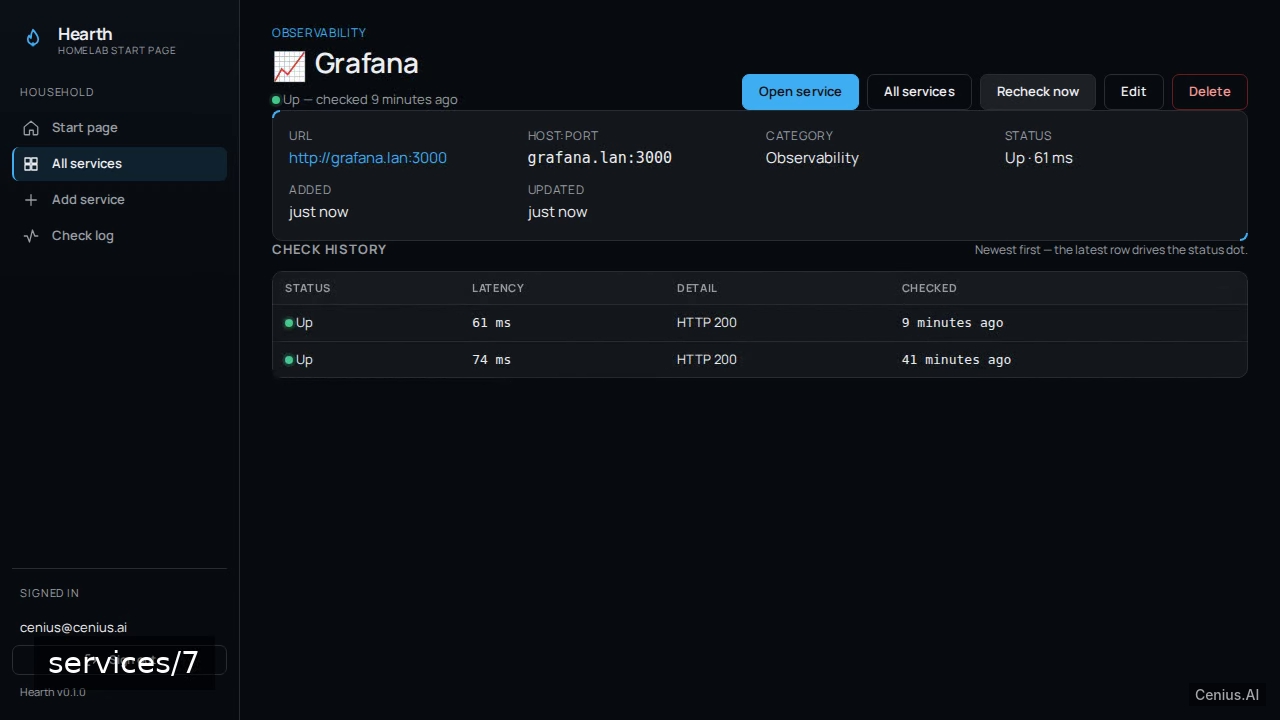 Hearth
HOMELAB START PAGE
HOUSEHOLD
Start page
All services
Add service
Check log
SIGNED IN
cenius@cenius.ai
services/7
Hearth v0.1.0
OBSERVABILITY
📈 Grafana
Up — checked 9 minutes ago
Open service All services Recheck now Edit Delete
URL HOST:PORT CATEGORY STATUS
http://grafana.lan:3000 grafana.lan:3000 Observability Up · 61 ms
ADDED UPDATED
just now just now
CHECK HISTORY Newest first — the latest row drives the status dot.
STATUS LATENCY DETAIL CHECKED
Up 61 ms HTTP 200 9 minutes ago
Up 74 ms HTTP 200 41 minutes ago
Cenius.AI